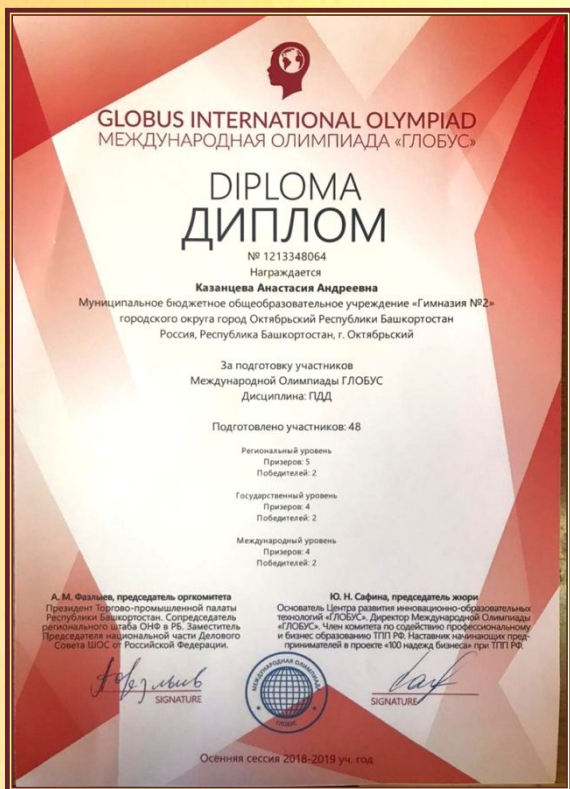 GLOBUS INTERNATIONAL OLYMPIAD
МЕЖДУНАРОДНАЯ ОЛИМПИАДА «ГЛОБУС»
DIPLOMA
ДИПЛОМ
№ 1213348064
Награждается
Казанцева Анастасия Андреевна
Муниципальное бюджетное общеобразовательное учреждение «Гимназия №2»
городского округа город Октябрьский Республики Башкортостан
Россия, Республика Башкортостан, г. Октябрьский
За подготовку участников
Международной Олимпиады ГЛОБУС
Дисциплина: ПДД
Подготовлено участников: 48
Региональный уровень
Призеров: 5
Победителей: 2
Государственный уровень
Призеров: 4
Победителей: 2
Международный уровень
Призеров: 4
Победителей: 2
А. М. Фазлыев, председатель оргкомитета
Президент Торгово-промышленной палаты
Республики Башкортостан. Сопредседатель
регионального штаба ОНФ в РБ. Заместитель
Председателя национальной части Делового
Совета ШОС от Российской Федерации.
SIGNATURE
Ю. Н. Сафина, председатель жюри
Основатель Центра развития инновационно-образовательных
технологий «ГЛОБУС». Директор Международной Олимпиады
«ГЛОБУС». Член комитета по содействию профессиональному
и бизнес образованию ТПП РФ. Наставник начинающих пред-
принимателей в проекте «100 надежд бизнеса» при ТПП РФ.
SIGNATURE
МЕЖДУНАРОДНАЯ ОЛИМПИАДА
ГЛОБУС
Осенняя сессия 2018-2019 уч. год